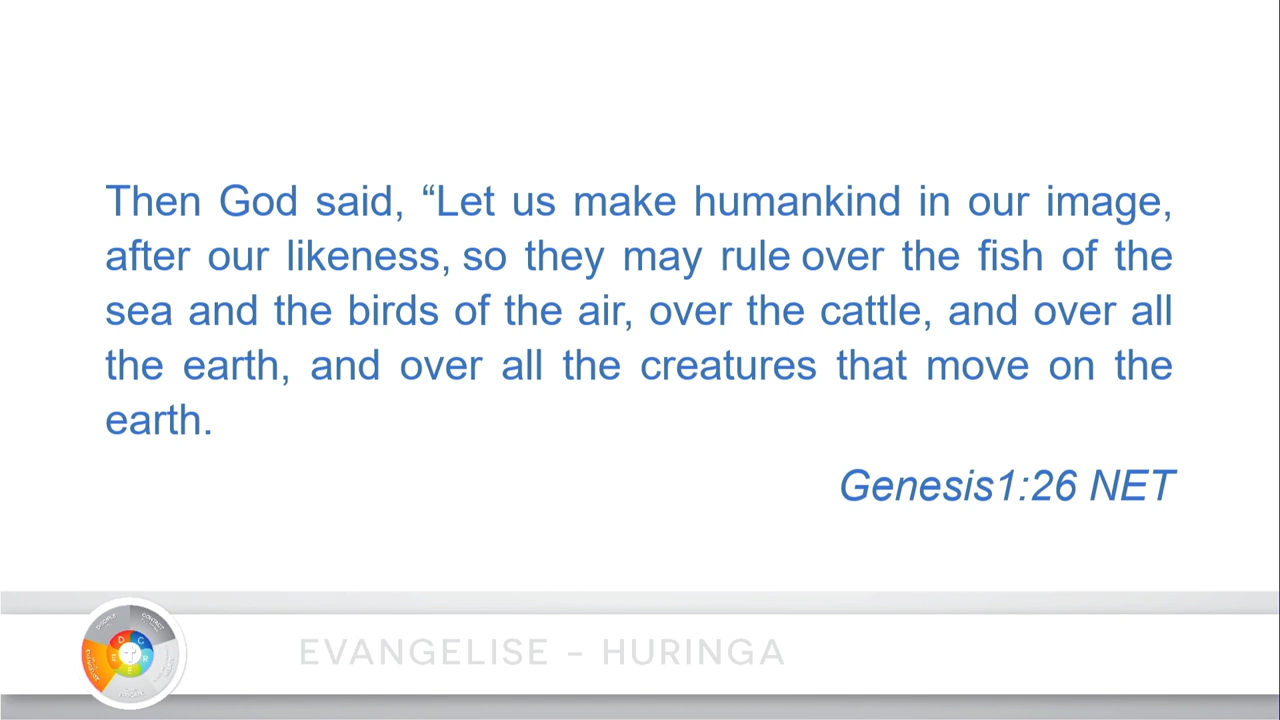 Then God said, “Let us make humankind in our image,
after our likeness, so they may rule over the fish of the
sea and the birds of the air, over the cattle, and over all
the earth, and over all the creatures that move on the
earth.
Genesis1:26 NET
DISCIPLE
CONTACT
D C
E R
EVANGELISE – HURINGA